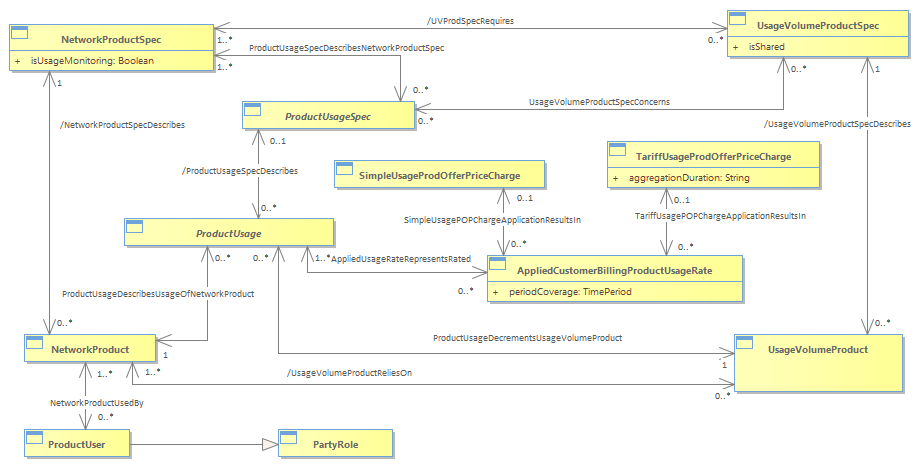 /UVProdSpecRequires
NetworkProductSpec
+ isUsageMonitoring: Boolean
1..*
0..*
UsageVolumeProductSpec
+ isShared
ProductUsageSpecDescribesNetworkProductSpec
1..*
0..*
0..*
1
1
ProductUsageSpec
UsageVolumeProductSpecConcerns
0..*
/NetworkProductSpecDescribes
/UsageVolumeProductSpecDescribes
0..1
/ProductUsageSpecDescribes
0..*
SimpleUsageProdOfferPriceCharge
TariffUsageProdOfferPriceCharge
+ aggregationDuration: String
0..1
0..1
SimpleUsagePOPChargeApplicationResultsIn
TariffUsagePOPChargeApplicationResultsIn
0..*
0..*
ProductUsage
0..*
0..*
1..*
AppliedUsageRateRepresentsRated
0..*
AppliedCustomerBillingProductUsageRate
+ periodCoverage: TimePeriod
ProductUsageDescribesUsageOfNetworkProduct
0..*
0..*
ProductUsageDecrementsUsageVolumeProduct
NetworkProduct
1
1
UsageVolumeProduct
1..*
1..*
/UsageVolumeProductReliesOn
0..*
NetworkProductUsedBy
0..*
ProductUser
PartyRole